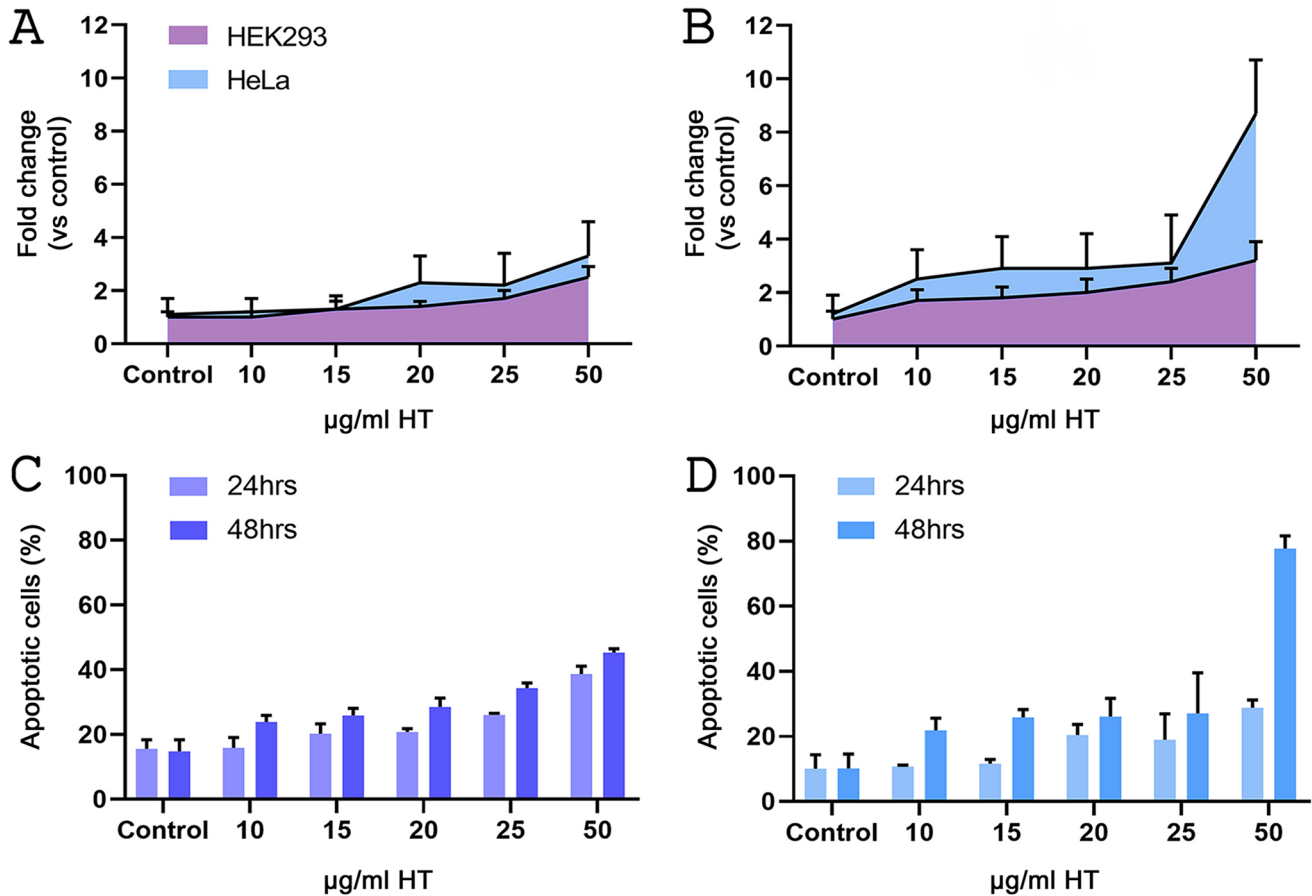 A
HEK293
HeLa
Fold change
(vs control)
12
10
8
6
4
2
0
Control 10 15 20 25 50
µg/ml HT
B
Fold change
(vs control)
12
10
8
6
4
2
0
Control 10 15 20 25 50
µg/ml HT
C
24hrs
48hrs
Apoptotic cells (%)
100
80
60
40
20
0
Control 10 15 20 25 50
µg/ml HT
D
24hrs
48hrs
Apoptotic cells (%)
100
80
60
40
20
0
Control 10 15 20 25 50
µg/ml HT